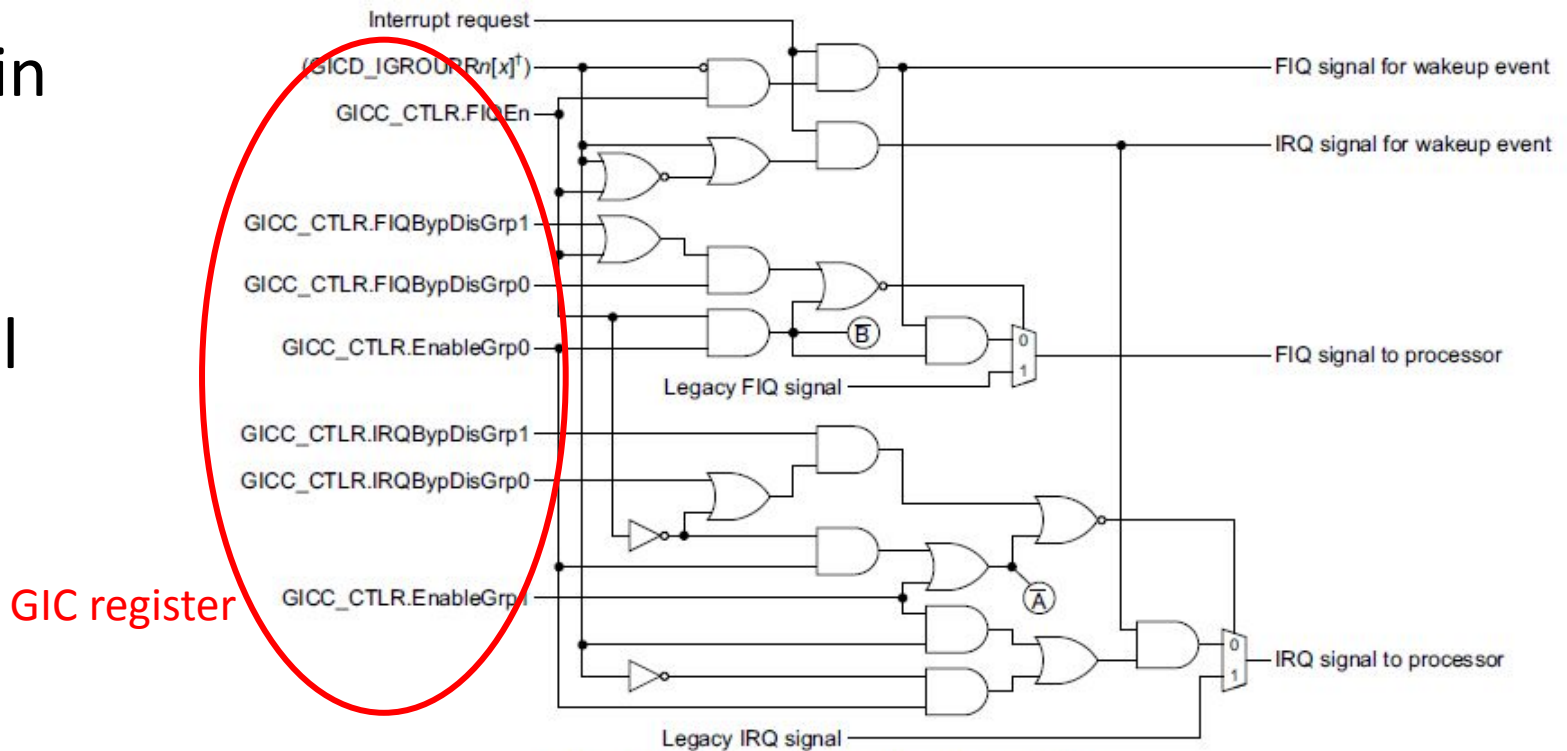 in
l
Interrupt request
(GICD_IGROUPRn[x]†)
GICC_CTLR.FIQEn
GICC_CTLR.FIQBypDisGrp1
GICC_CTLR.FIQBypDisGrp0
GICC_CTLR.EnableGrp0
Legacy FIQ signal
GICC_CTLR.IRQBypDisGrp1
GICC_CTLR.IRQBypDisGrp0
GIC register
GICC_CTLR.EnableGrp1
Legacy IRQ signal
B
A
0
1
0
1
FIQ signal for wakeup event
IRQ signal for wakeup event
FIQ signal to processor
IRQ signal to processor